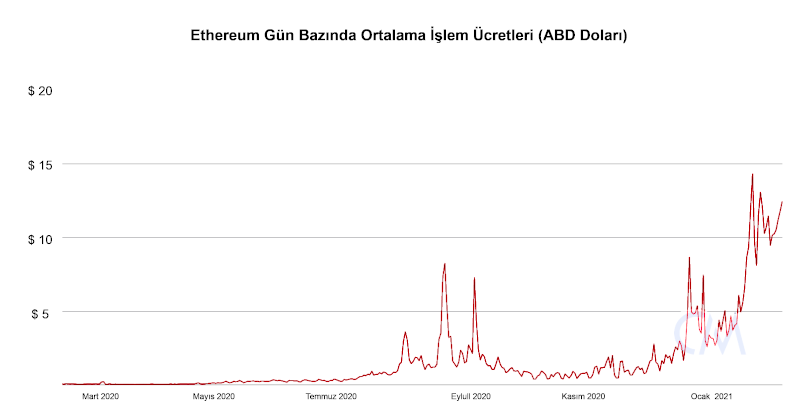 Ethereum Gün Bazında Ortalama İşlem Ücretleri (ABD Doları)
$ 20
$ 15
$ 10
$ 5
Mart 2020 Mayıs 2020 Temmuz 2020 Eylül 2020 Kasım 2020 Ocak 2021
CM